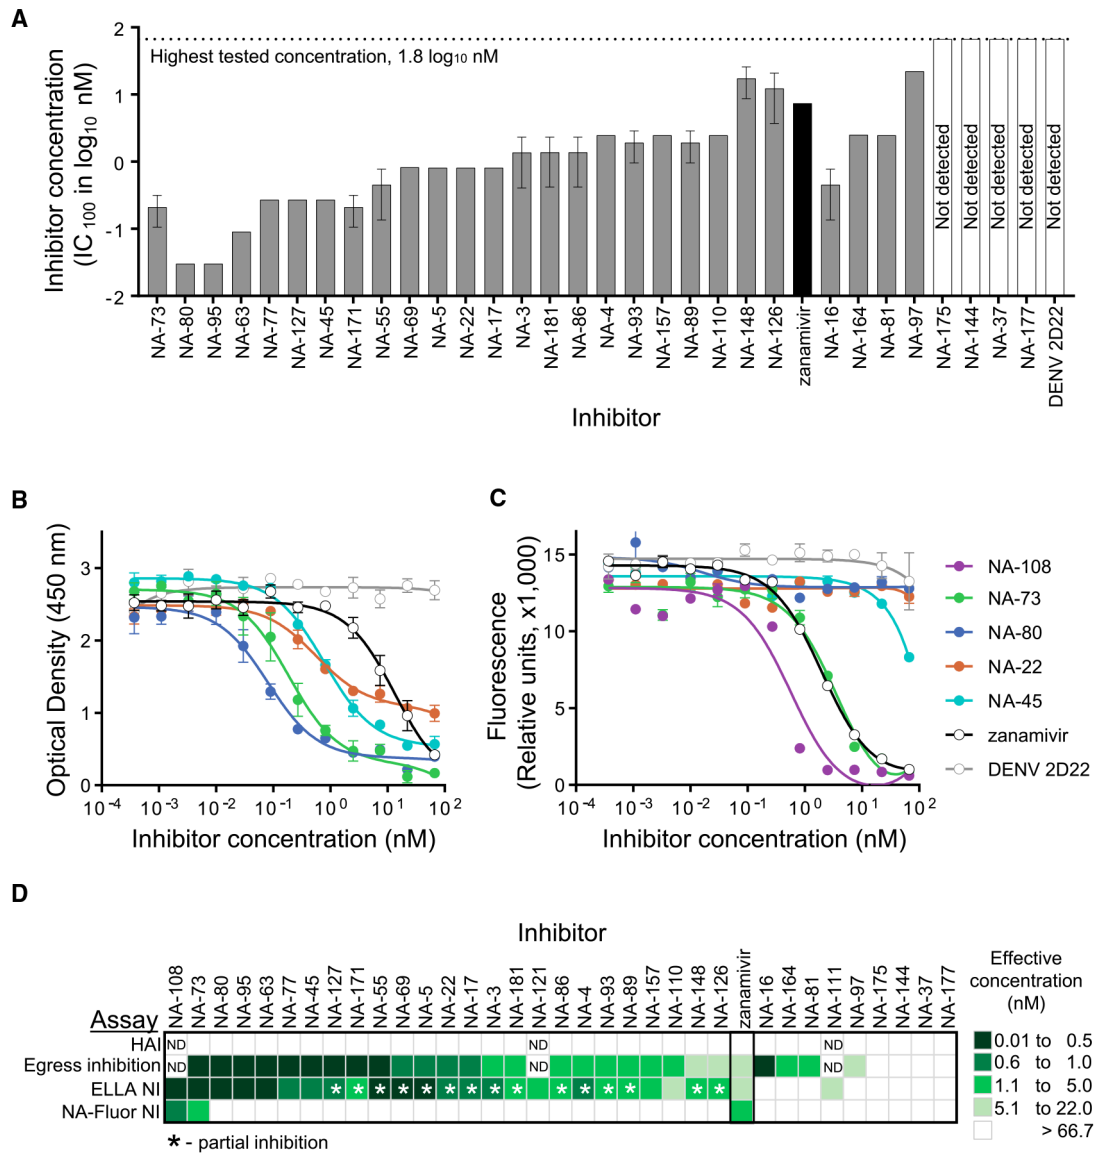 A
Inhibitor concentration
(IC100 in log10 nM)
2
1
0
-1
-2
Highest tested concentration, 1.8 log10 nM
Not detected
Not detected
Not detected
Not detected
Not detected
NA-73
NA-80
NA-95
NA-63
NA-77
NA-127
NA-45
NA-171
NA-55
NA-69
NA-5
NA-22
NA-17
NA-3
NA-181
NA-86
NA-4
NA-93
NA-157
NA-89
NA-110
NA-148
NA-126
zanamivir
NA-16
NA-164
NA-81
NA-97
NA-175
NA-144
NA-37
NA-177
DENV 2D22
Inhibitor
B
Optical Density (450 nm)
3
2
1
0
10-4 10-3 10-2 10-1 100 101 102
Inhibitor concentration (nM)
C
Fluorescence
(Relative units, x1,000)
15
10
5
0
10-4 10-3 10-2 10-1 100 101 102
Inhibitor concentration (nM)
NA-108
NA-73
NA-80
NA-22
NA-45
zanamivir
DENV 2D22
D
Inhibitor
NA-108
NA-73
NA-80
NA-95
NA-63
NA-77
NA-45
NA-127
NA-171
NA-55
NA-69
NA-5
NA-22
NA-17
NA-3
NA-181
NA-121
NA-86
NA-4
NA-93
NA-89
NA-157
NA-110
NA-148
NA-126
zanamivir
NA-16
NA-164
NA-81
NA-111
NA-97
NA-175
NA-144
NA-37
NA-177
Assay
HAI ND ND ND
Egress inhibition ND ND ND
ELLA NI * * * * * * * * * * * * * *
NA-Fluor NI
* - partial inhibition
Effective
concentration
(nM)
0.01 to 0.5
0.6 to 1.0
1.1 to 5.0
5.1 to 22.0
> 66.7